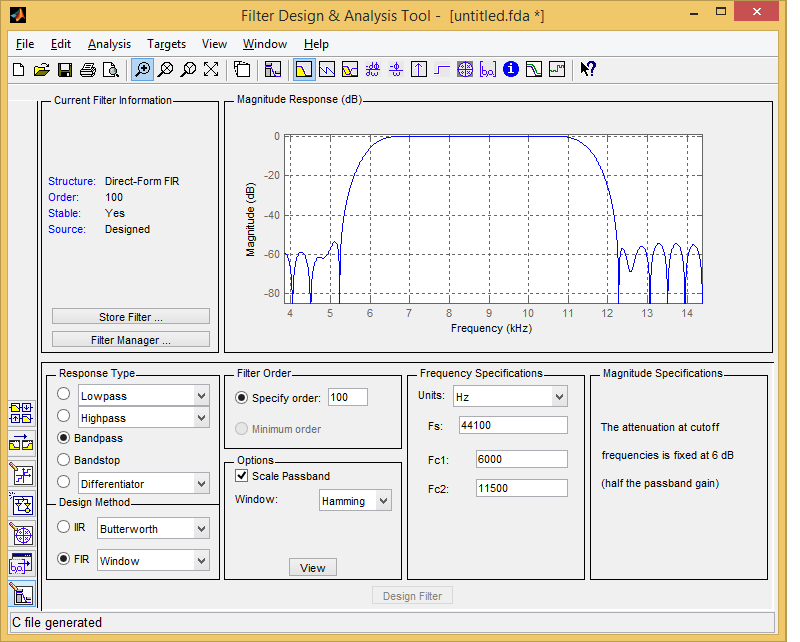 Filter Design & Analysis Tool - [untitled.fda *]
File Edit Analysis Targets View Window Help
Current Filter Information
Structure: Direct-Form FIR
Order: 100
Stable: Yes
Source: Designed
Store Filter ...
Filter Manager ...
Magnitude Response (dB)
0
-20
-40
-60
-80
Magnitude (dB)
4 5 6 7 8 9 10 11 12 13 14
Frequency (kHz)
Response Type
Lowpass
Highpass
Bandpass
Bandstop
Differentiator
Design Method
IIR Butterworth
FIR Window
Filter Order
Specify order: 100
Minimum order
Options
Scale Passband
Window: Hamming
View
Frequency Specifications
Units: Hz
Fs: 44100
Fc1: 6000
Fc2: 11500
Magnitude Specifications
The attenuation at cutoff
frequencies is fixed at 6 dB
(half the passband gain)
Design Filter
C file generated